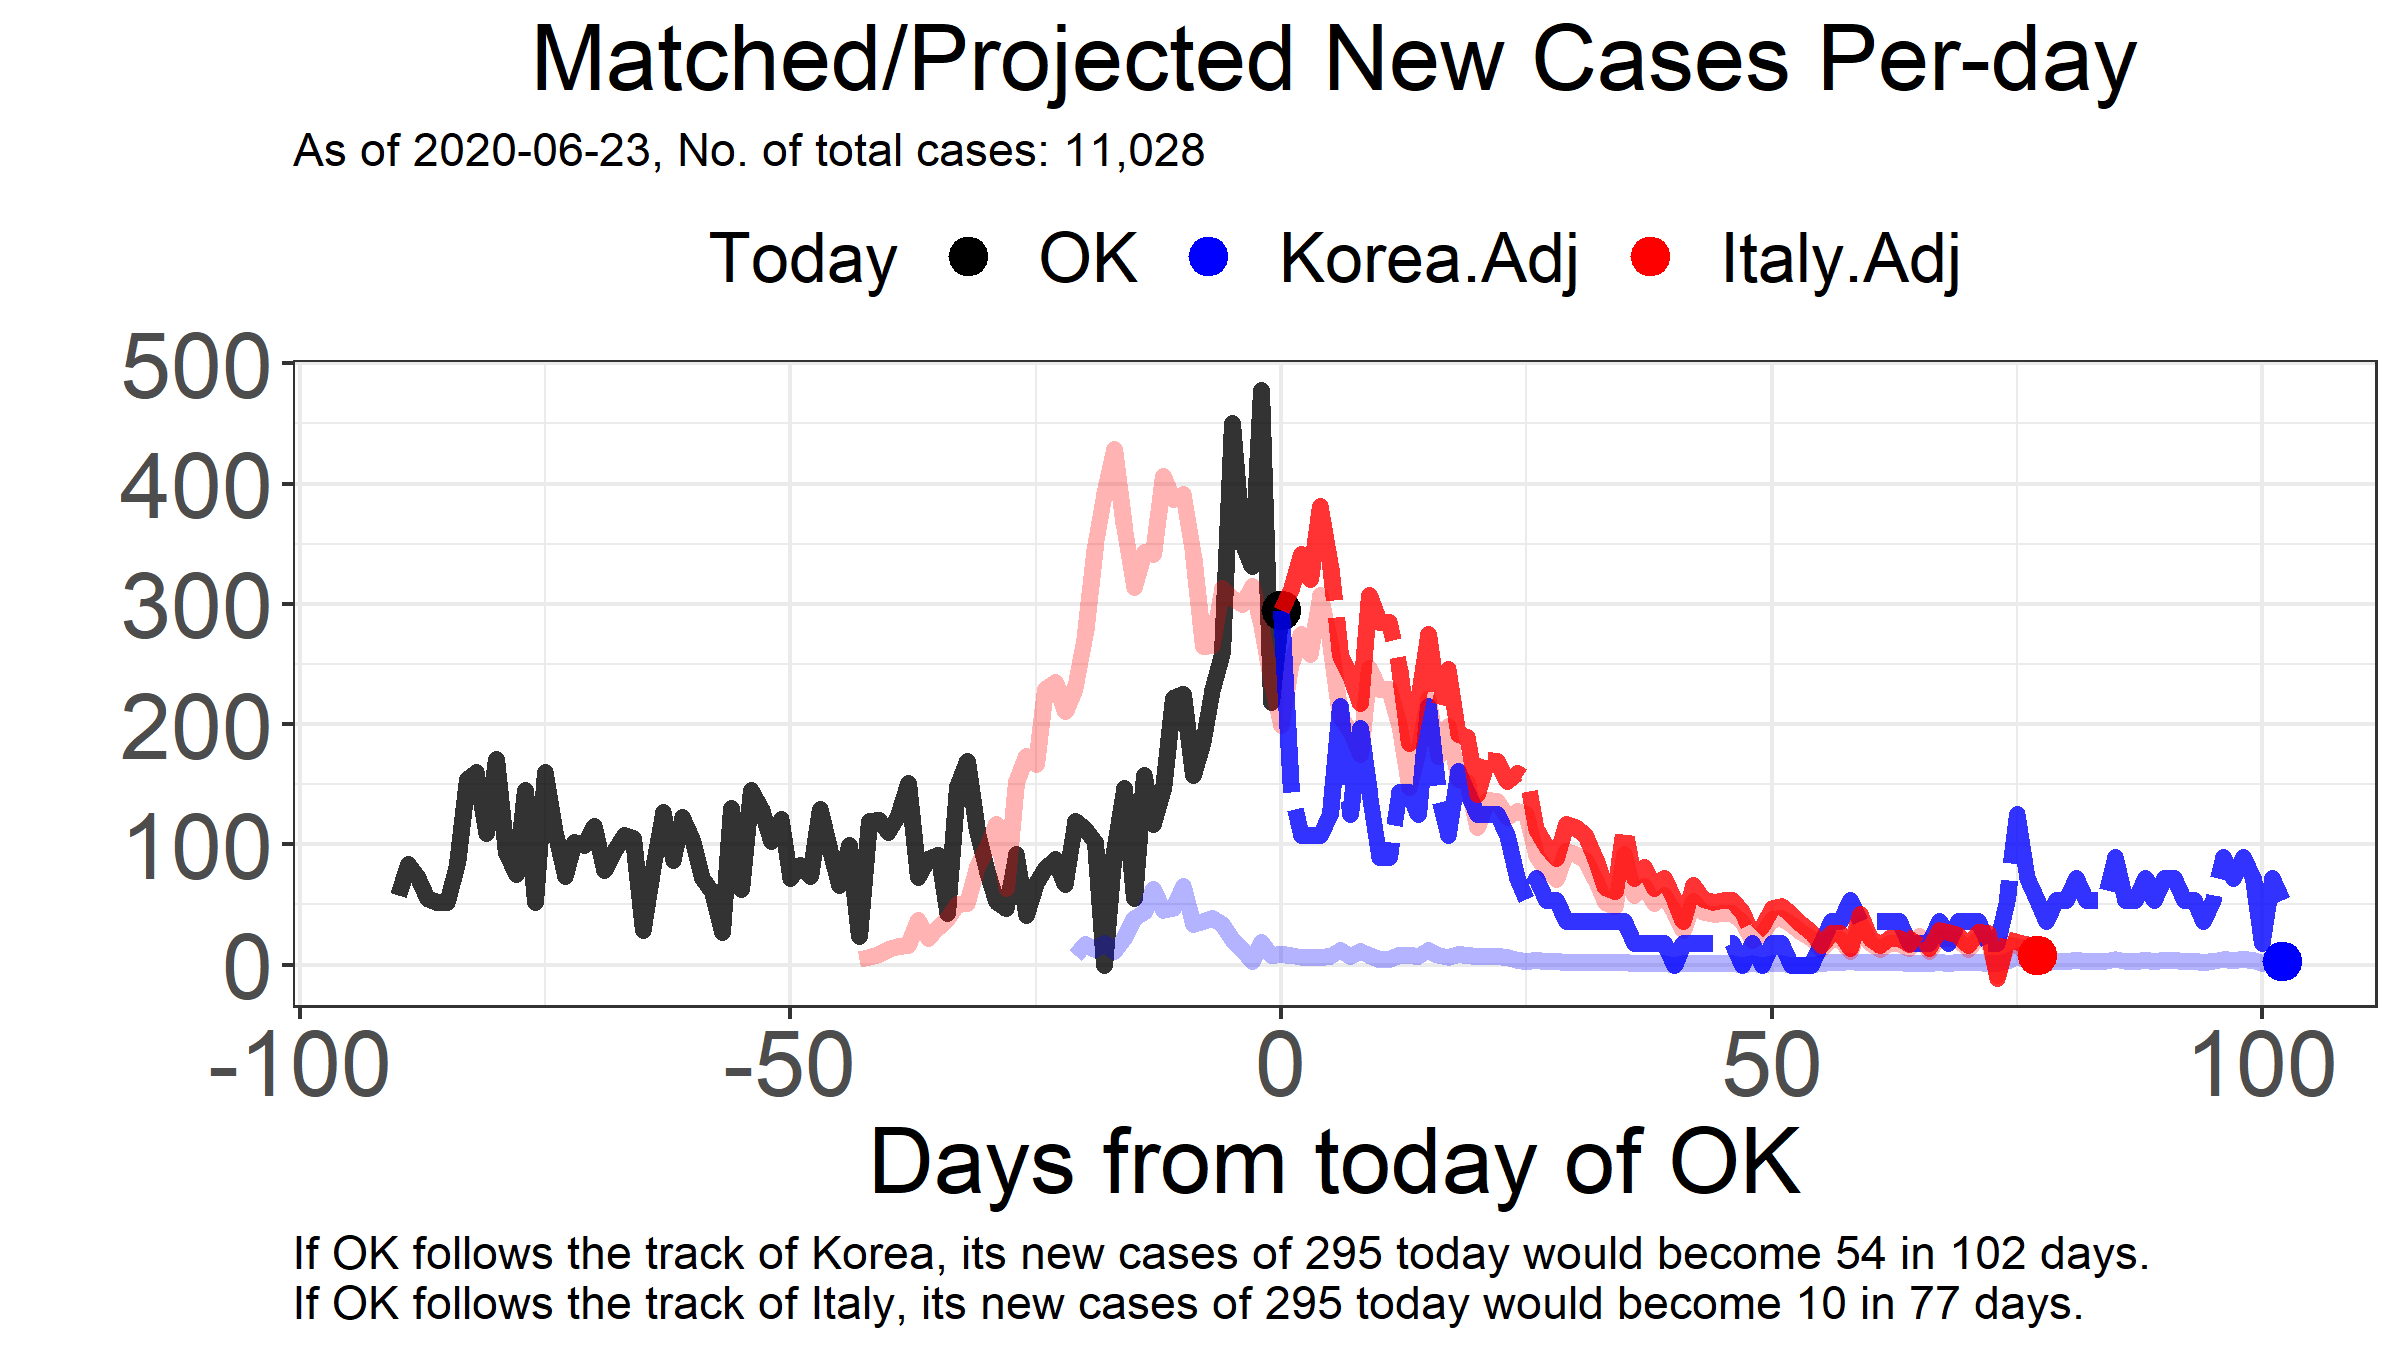 Matched/Projected New Cases Per-day
As of 2020-06-23, No. of total cases: 11,028
Today OK Korea.Adj Italy.Adj
500
400
300
200
100
0
-100 -50 0 50 100
Days from today of OK
If OK follows the track of Korea, its new cases of 295 today would become 54 in 102 days.
If OK follows the track of Italy, its new cases of 295 today would become 10 in 77 days.